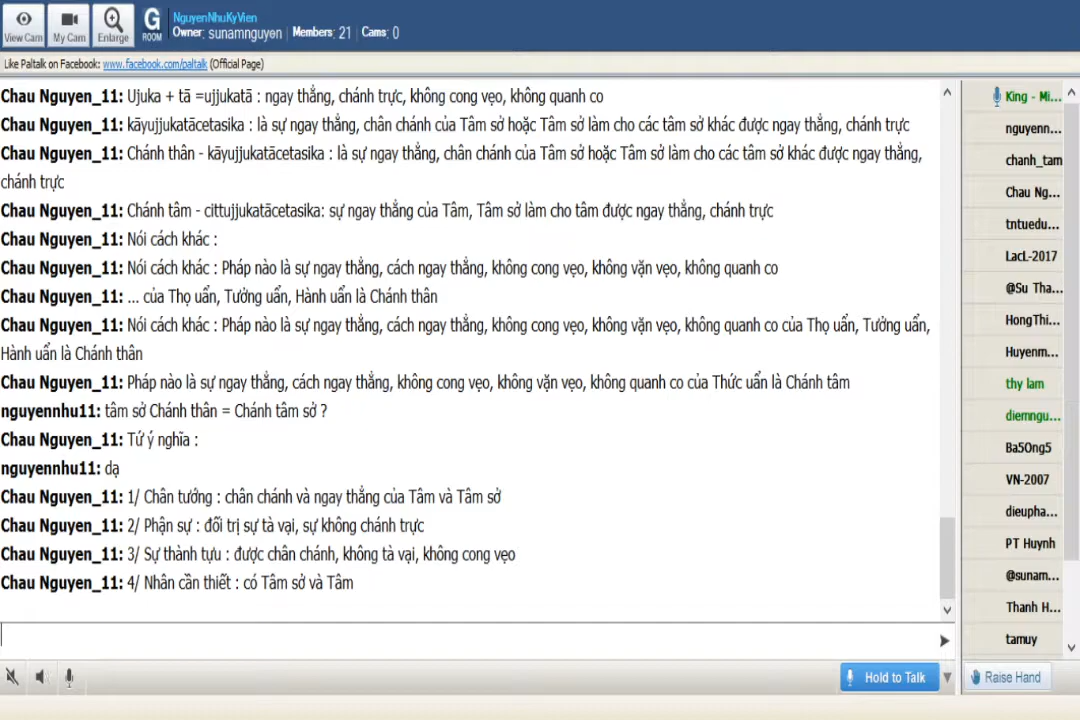 View Cam
My Cam
Enlarge
G
ROOM
NguyenNhuKyVien
Owner: sunamnguyen | Members: 21 | Cams: 0
Like Paltalk on Facebook: www.facebook.com/paltalk (Official Page)
Chau Nguyen_11: Ujuka + tā =ujjukatā : ngay thẳng, chánh trực, không cong vẹo, không quanh co
Chau Nguyen_11: kāyujjukatācetasika : là sự ngay thẳng, chân chánh của Tâm sở hoặc Tâm sở làm cho các tâm sở khác được ngay thẳng, chánh trực
Chau Nguyen_11: Chánh thân - kāyujjukatācetasika : là sự ngay thẳng, chân chánh của Tâm sở hoặc Tâm sở làm cho các tâm sở khác được ngay thẳng,
chánh trực
Chau Nguyen_11: Chánh tâm - cittujjukatācetasika: sự ngay thẳng của Tâm, Tâm sở làm cho tâm được ngay thẳng, chánh trực
Chau Nguyen_11: Nói cách khác :
Chau Nguyen_11: Nói cách khác : Pháp nào là sự ngay thẳng, cách ngay thẳng, không cong vẹo, không vặn vẹo, không quanh co
Chau Nguyen_11: ... của Thọ uẩn, Tưởng uẩn, Hành uẩn là Chánh thân
Chau Nguyen_11: Nói cách khác : Pháp nào là sự ngay thẳng, cách ngay thẳng, không cong vẹo, không vặn vẹo, không quanh co của Thọ uẩn, Tưởng uẩn,
Hành uẩn là Chánh thân
Chau Nguyen_11: Pháp nào là sự ngay thẳng, cách ngay thẳng, không cong vẹo, không vặn vẹo, không quanh co của Thức uẩn là Chánh tâm
nguyennhu11: tâm sở Chánh thân = Chánh tâm sở ?
Chau Nguyen_11: Tứ ý nghĩa :
nguyennhu11: dạ
Chau Nguyen_11: 1/ Chân tướng : chân chánh và ngay thẳng của Tâm và Tâm sở
Chau Nguyen_11: 2/ Phận sự : đối trị sự tà vại, sự không chánh trực
Chau Nguyen_11: 3/ Sự thành tựu : được chân chánh, không tà vại, không cong vẹo
Chau Nguyen_11: 4/ Nhân cần thiết : có Tâm sở và Tâm
King - Mi...
nguyenn...
chanh_tam
Chau Ng...
tntuedu...
LacL-2017
@Su Tha...
HongThi...
Huyenm...
thy lam
diemngu...
Ba5Ong5
VN-2007
dieupha...
PT Huynh
@sunam...
Thanh H...
tamuy
Hold to Talk
Raise Hand